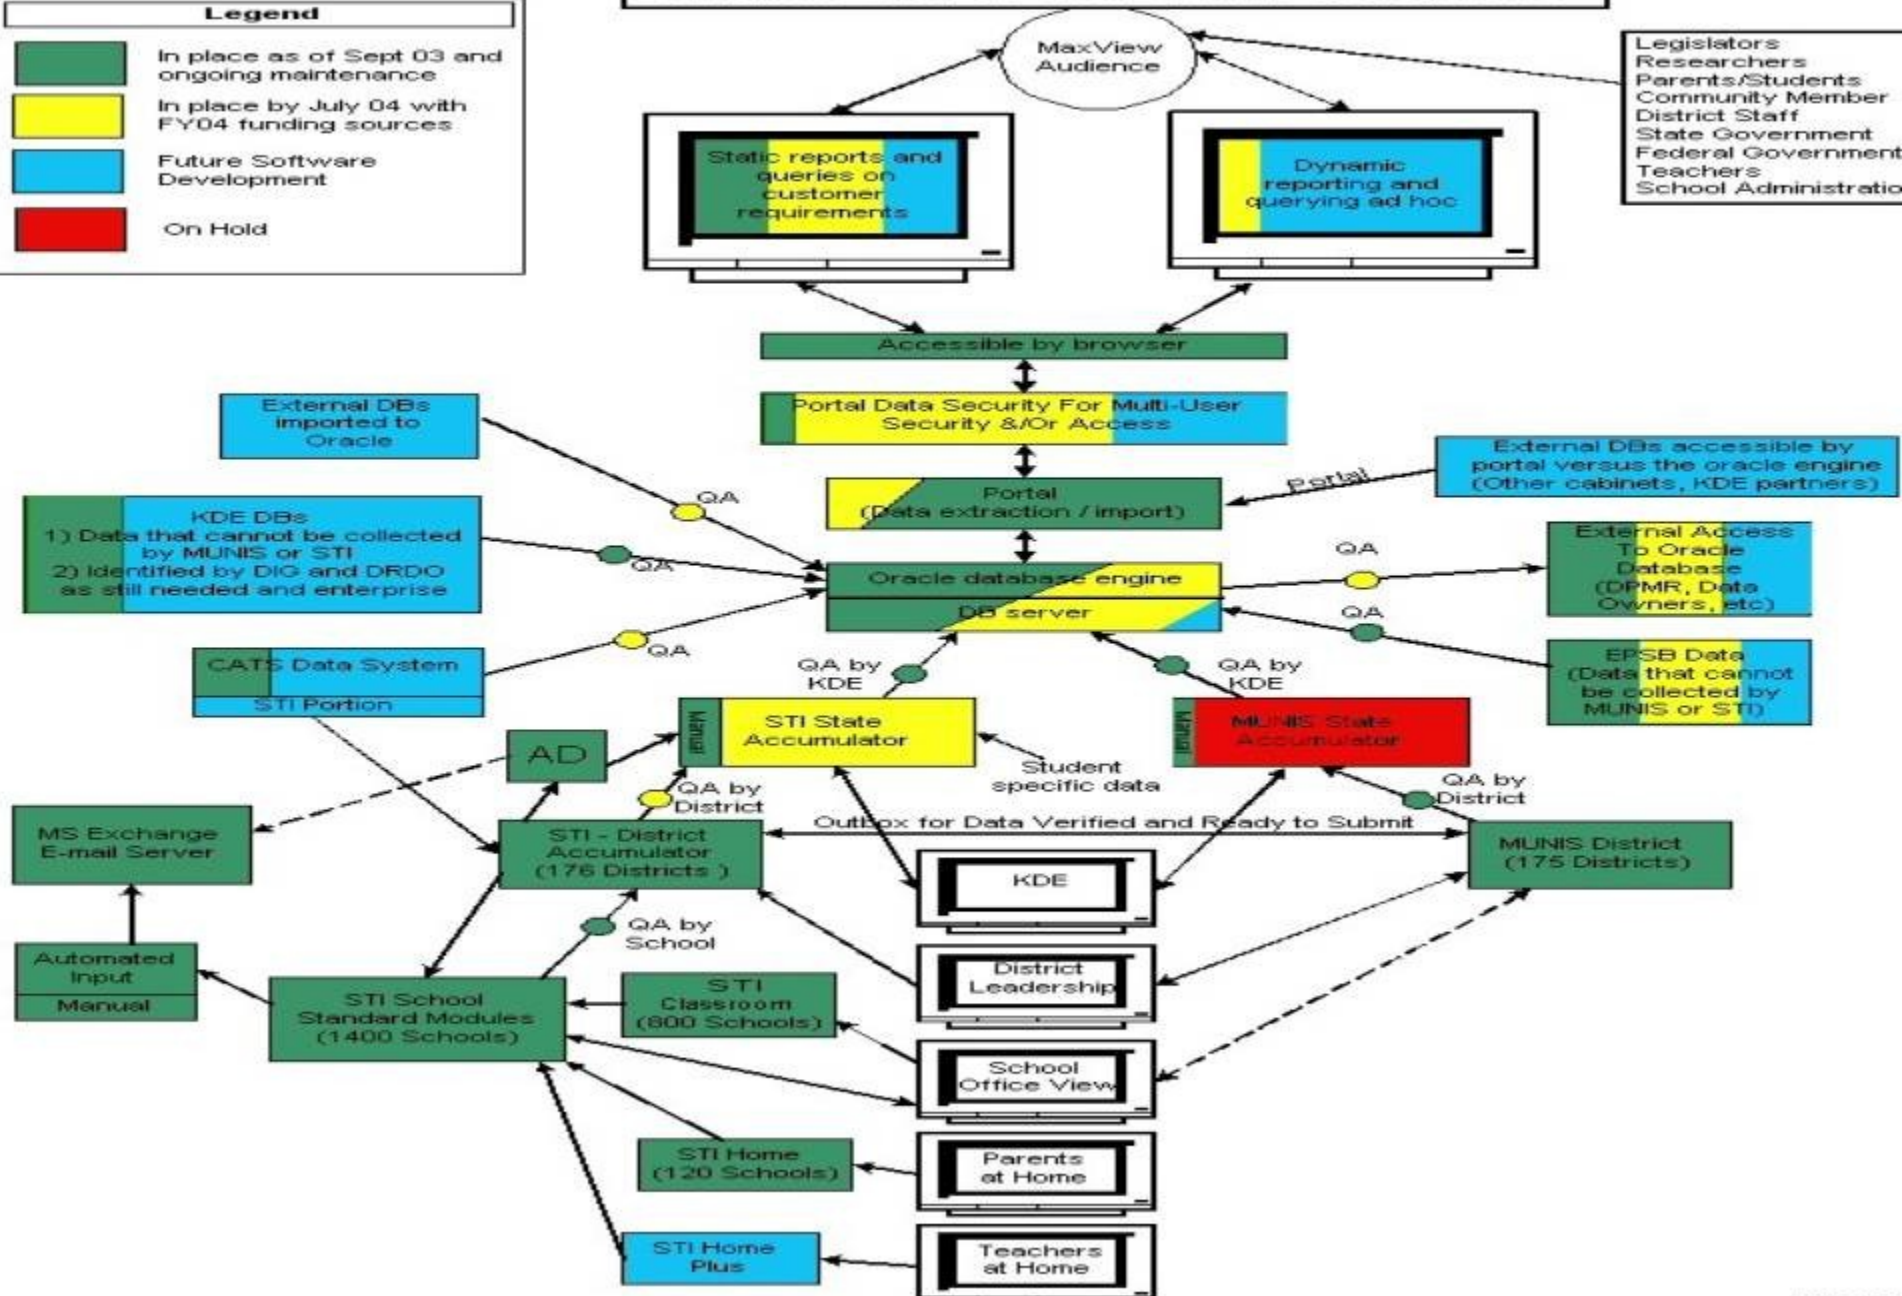 Legend
In place as of Sept 03 and
ongoing maintenance
In place by July 04 with
FY04 funding sources
Future Software
Development
On Hold
MaxView
Audience
Legislators
Researchers
Parents/Students
Community Member
District Staff
State Government
Federal Government
Teachers
School Administratio
Static reports and
queries on
customer
requirements
Dynamic
reporting and
querying ad hoc
Accessible by browser
Portal Data Security For Multi-User
Security &/Or Access
External DBs
imported to
Oracle
QA
Portal
(Data extraction / import)
Portal
External DBs accessible by
portal versus the oracle engine
(Other cabinets, KDE partners)
KDE DBs
1) Data that cannot be collected
by MUNIS or STI
2) Identified by DIG and DRDO
as still needed and enterprise
QA
Oracle database engine
DB server
QA
External Access
To Oracle
Database
(DPMR, Data
Owners, etc)
QA
EPSB Data
(Data that cannot
be collected by
MUNIS or STI)
CATS Data System
STI Portion
QA
QA by
KDE
QA by
KDE
Manual
STI State
Accumulator
Manual
MUNIS State
Accumulator
AD
Student
specific data
QA by
District
QA by
District
MS Exchange
E-mail Server
STI - District
Accumulator
(176 Districts )
Outbox for Data Verified and Ready to Submit
MUNIS District
(175 Districts)
KDE
QA by
School
Automated
Input
Manual
STI School
Standard Modules
(1400 Schools)
STI
Classroom
(800 Schools)
District
Leadership
School
Office View
STI Home
(120 Schools)
Parents
at Home
STI Home
Plus
Teachers
at Home